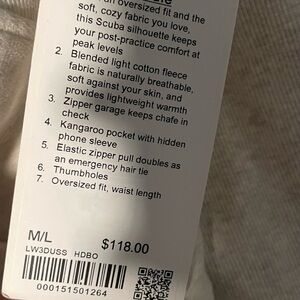 an oversized fit and the
soft, cozy fabric you love,
this Scuba silhouette keeps
your post-practice comfort at
peak levels
2. Blended light cotton fleece
fabric is naturally breathable,
soft against your skin, and
provides lightweight warmth
3. Zipper garage keeps chafe in
check
4. Kangaroo pocket with hidden
phone sleeve
5. Elastic zipper pull doubles as
an emergency hair tie
6. Thumbholes
7. Oversized fit, waist length
M/L $118.00
LW3DUSS HDBO
000151501264